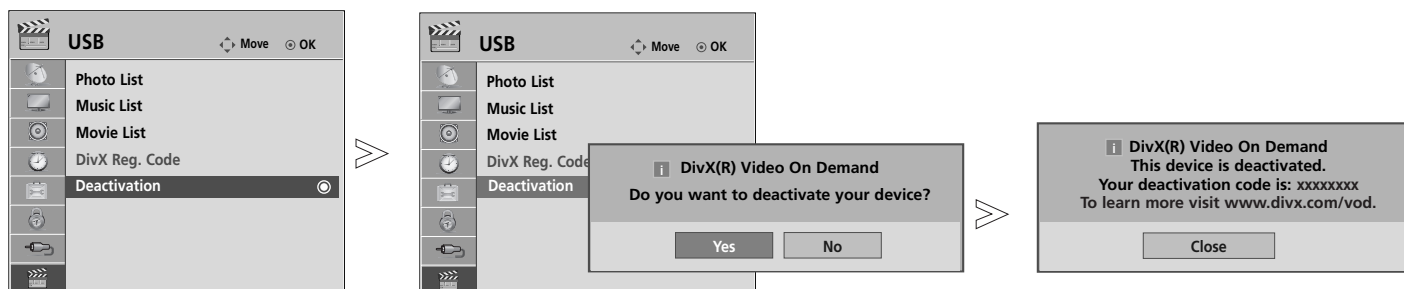 USB
Move
OK
Photo List
Music List
Movie List
DivX Reg. Code
Deactivation
USB
Move
OK
Photo List
Music List
Movie List
DivX Reg. Code
Deactivation
i DivX(R) Video On Demand
Do you want to deactivate your device?
Yes
No
i DivX(R) Video On Demand
This device is deactivated.
Your deactivation code is: xxxxxxxx
To learn more visit www.divx.com/vod.
Close